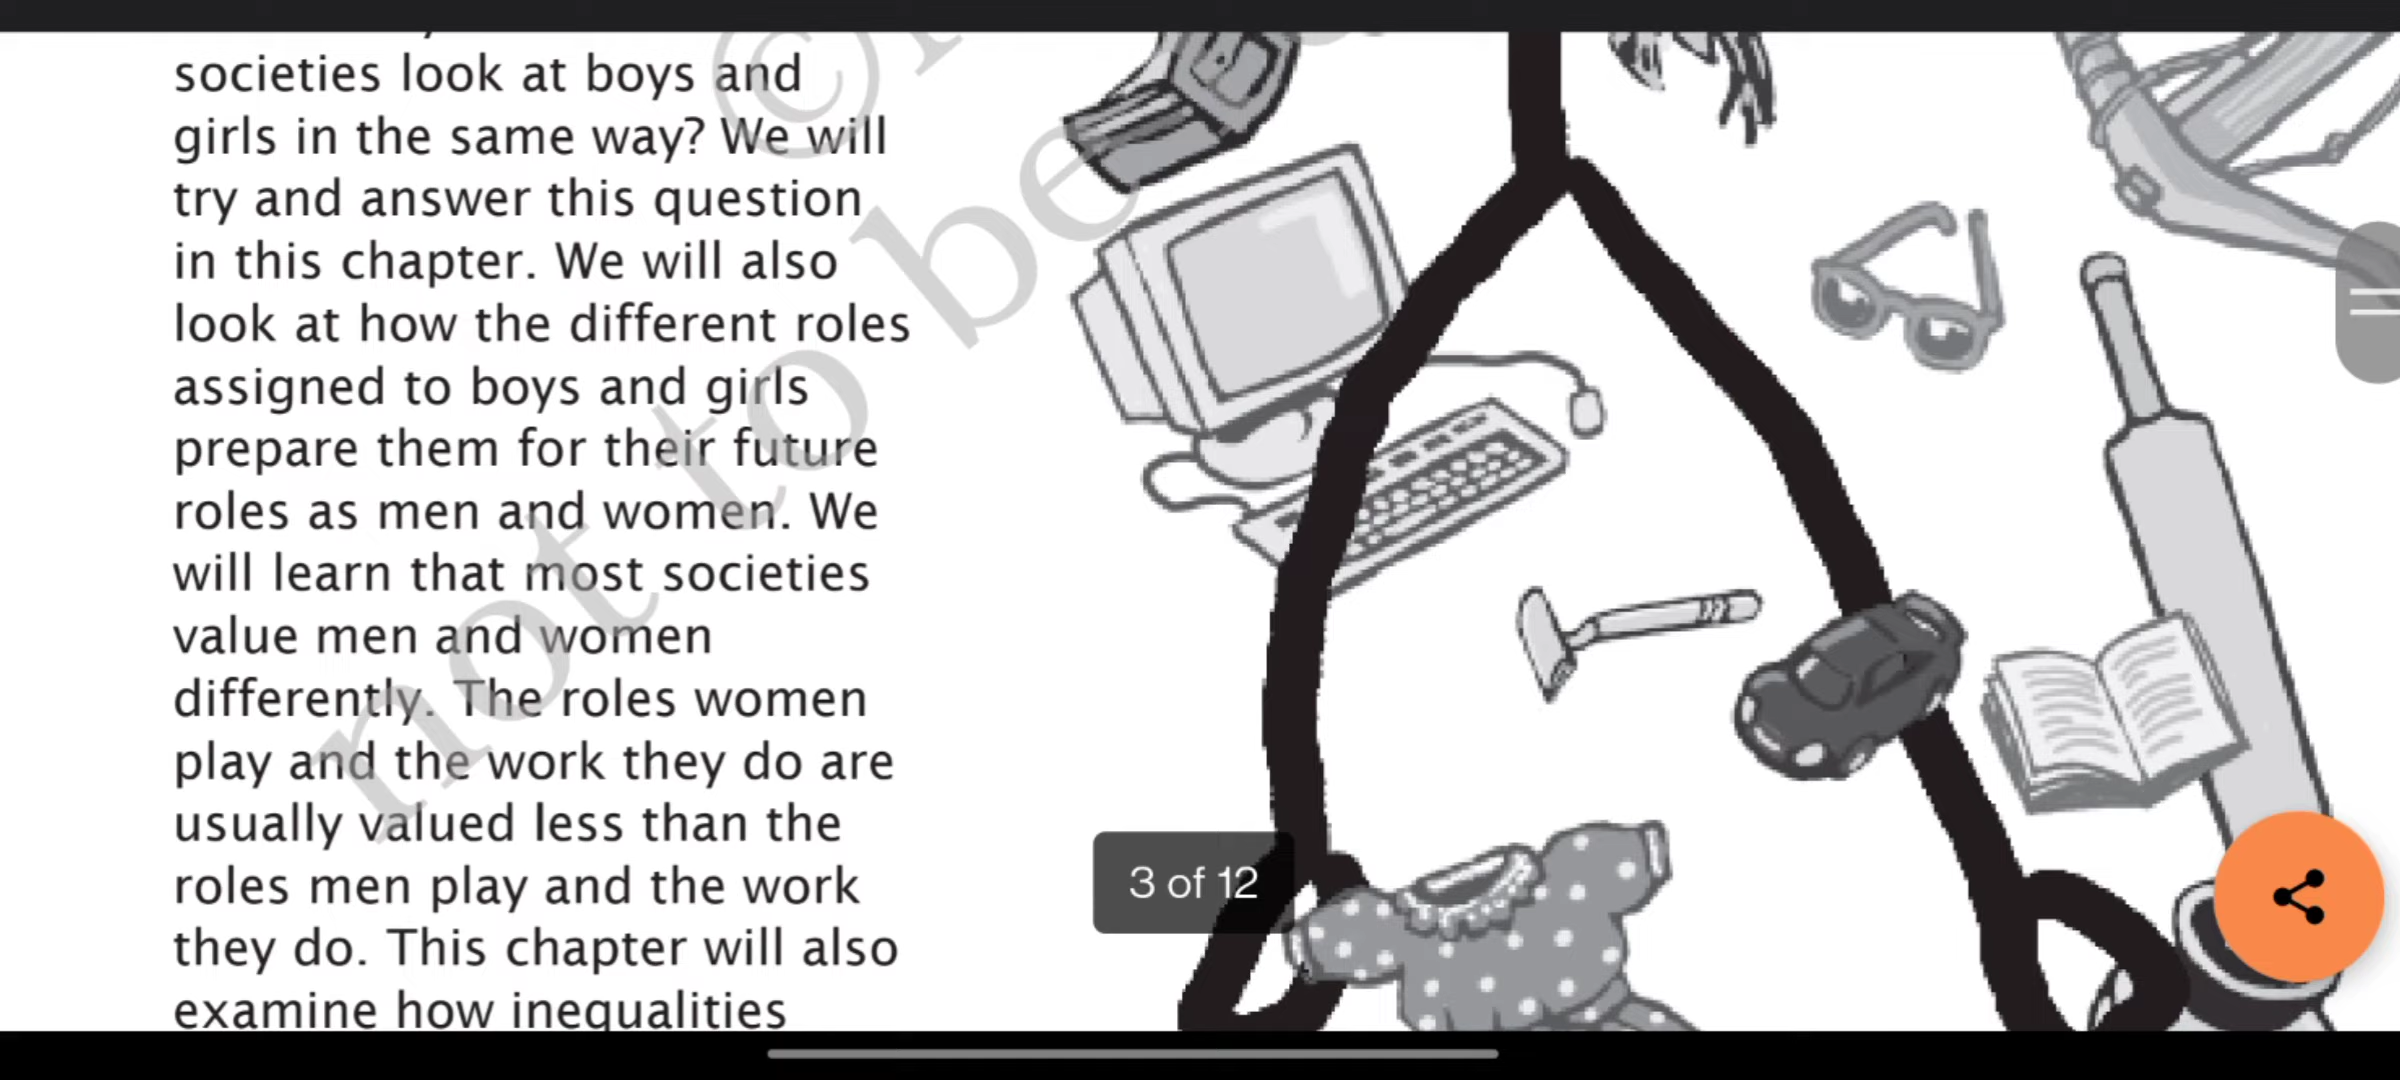 societies look at boys and
girls in the same way? We will
try and answer this question
in this chapter. We will also
look at how the different roles
assigned to boys and girls
prepare them for their future
roles as men and women. We
will learn that most societies
value men and women
differently. The roles women
play and the work they do are
usually valued less than the
roles men play and the work
they do. This chapter will also
examine how inequalities
©
not to be
3 of 12